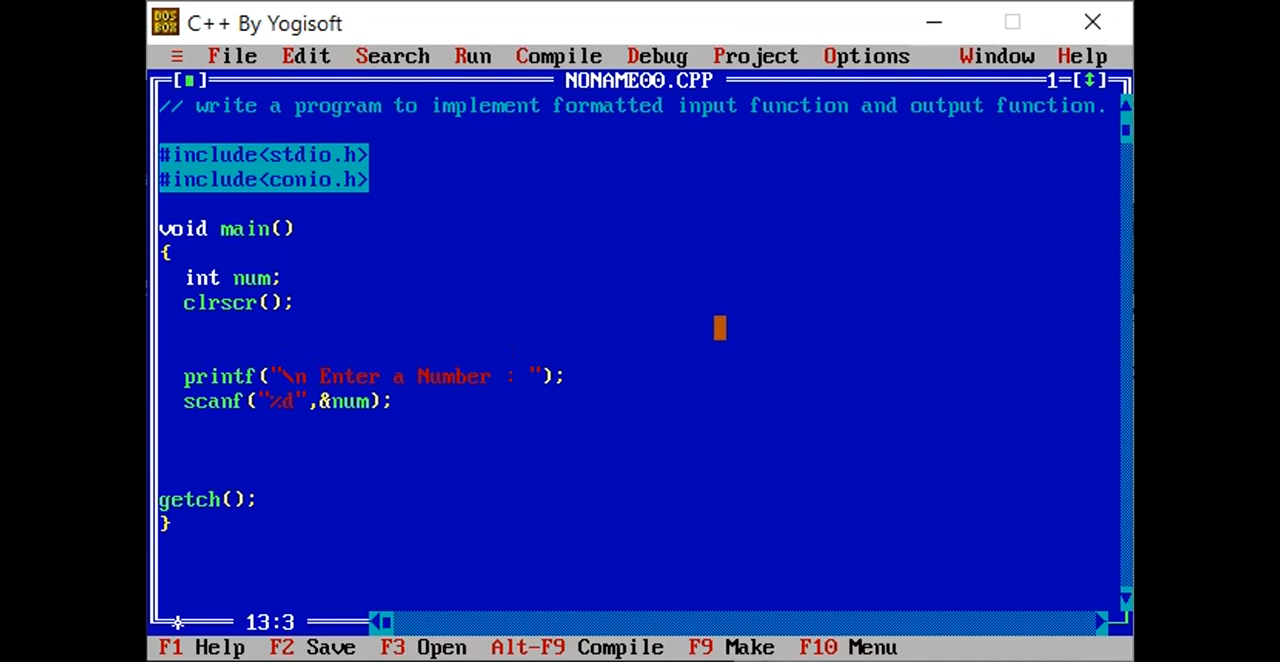 C++ By Yogisoft
≡ File Edit Search Run Compile Debug Project Options Window Help
[■] NONAME00.CPP 1=[↕]
// write a program to implement formatted input function and output function.
#include<stdio.h>
#include<conio.h>
void main()
{
int num;
clrscr();
printf("\n Enter a Number : ");
scanf("%d",&num);
getch();
}
13:3
F1 Help F2 Save F3 Open Alt-F9 Compile F9 Make F10 Menu